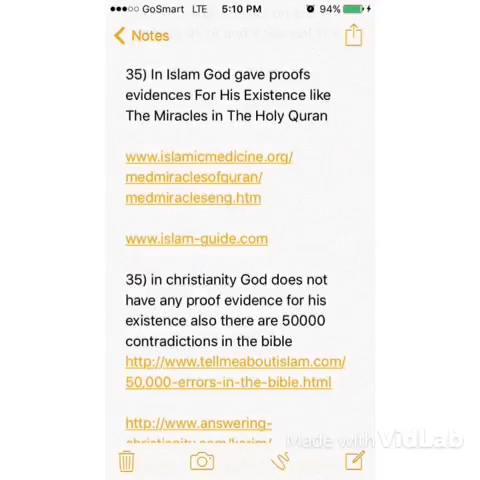 GoSmart LTE 5:10 PM 94%
Notes
35) In Islam God gave proofs
evidences For His Existence like
The Miracles in The Holy Quran
www.islamicmedicine.org/
medmiraclesofquran/
medmiracleseng.htm
www.islam-guide.com
35) in christianity God does not
have any proof evidence for his
existence also there are 50000
contradictions in the bible
http://www.tellmeaboutislam.com/
50,000-errors-in-the-bible.html
http://www.answering-
christianity.com/karim/
Made with VidLab